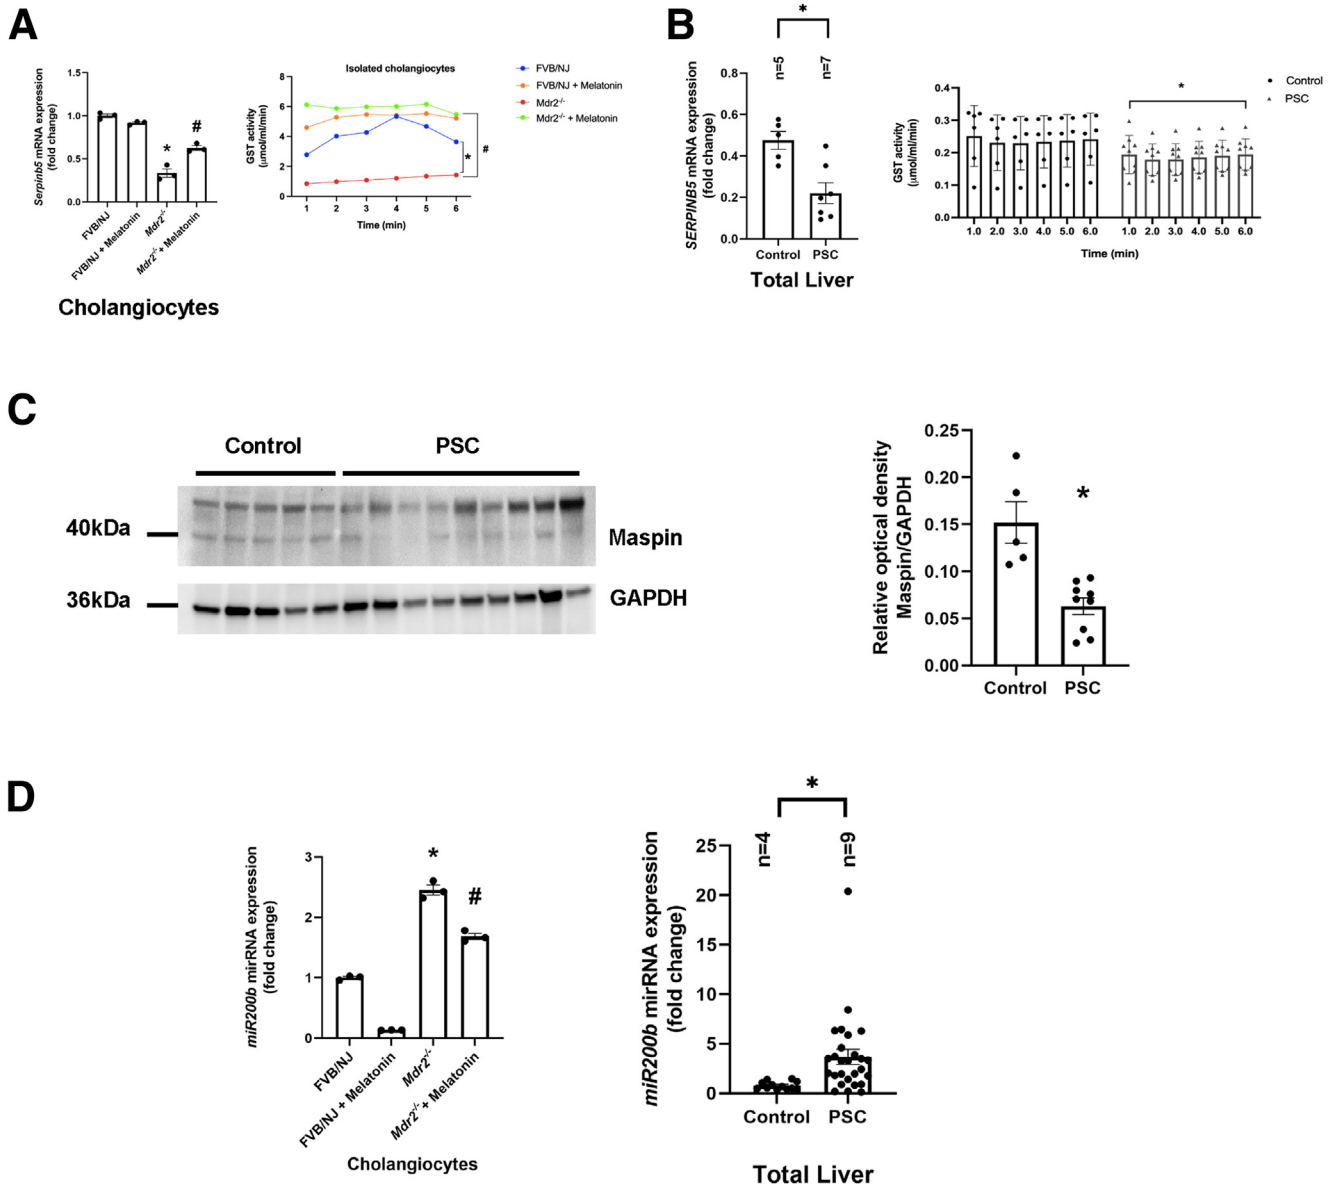 A
Serpinb5 mRNA expression
(fold change)
1.5
1.0
0.5
0.0
*
#
FVB/NJ
FVB/NJ + Melatonin
Mdr2-/-
Mdr2-/- + Melatonin
Cholangiocytes
Isolated cholangiocytes
GST activity
(μmol/ml/min)
8
6
4
2
0
1 2 3 4 5 6
Time (min)
*
#
FVB/NJ
FVB/NJ + Melatonin
Mdr2-/-
Mdr2-/- + Melatonin
B
SERPINB5 mRNA expression
(fold change)
0.8
0.6
0.4
0.2
0.0
*
n=5
n=7
Control PSC
Total Liver
GST activity
(μmol/ml/min)
0.4
0.3
0.2
0.1
0.0
*
1.0 2.0 3.0 4.0 5.0 6.0 1.0 2.0 3.0 4.0 5.0 6.0
Time (min)
Control
PSC
C
Control PSC
40kDa
Maspin
36kDa
GAPDH
Relative optical density
Maspin/GAPDH
0.25
0.20
0.15
0.10
0.05
0.00
*
Control PSC
D
miR200b mirRNA expression
(fold change)
3
2
1
0
*
#
FVB/NJ
FVB/NJ + Melatonin
Mdr2-/-
Mdr2-/- + Melatonin
Cholangiocytes
miR200b mirRNA expression
(fold change)
25
20
15
10
5
0
*
n=4
n=9
Control PSC
Total Liver